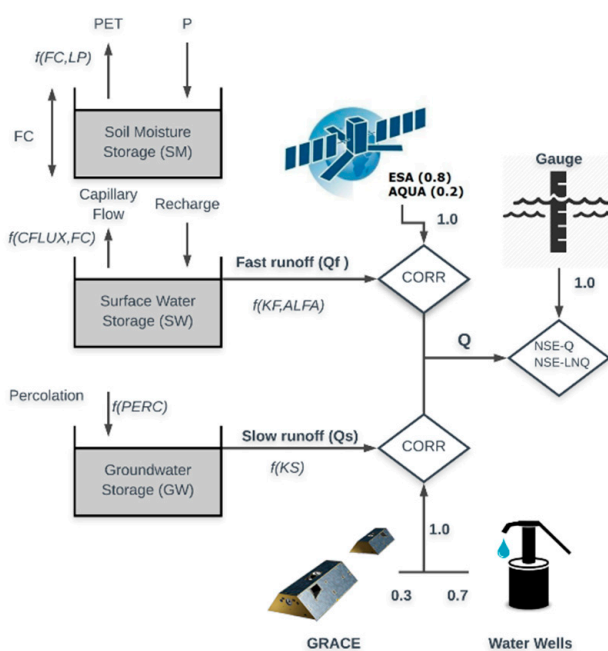 PET
P
f(FC,LP)
FC
Soil Moisture
Storage (SM)
ESA (0.8)
AQUA (0.2)
1.0
Gauge
Capillary
Flow
Recharge
f(CFLUX,FC)
Fast runoff (Qf )
CORR
1.0
f(KF,ALFA)
Surface Water
Storage (SW)
Q
NSE-Q
NSE-LNQ
Percolation
f(PERC)
Slow runoff (Qs)
CORR
f(KS)
Groundwater
Storage (GW)
1.0
0.3
0.7
GRACE
Water Wells